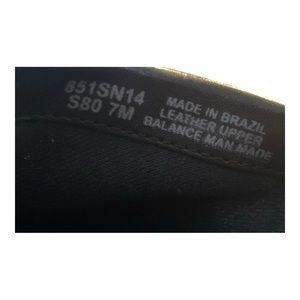 851SN14
S80 7M
MADE IN BRAZIL
LEATHER UPPER
BALANCE MAN MADE